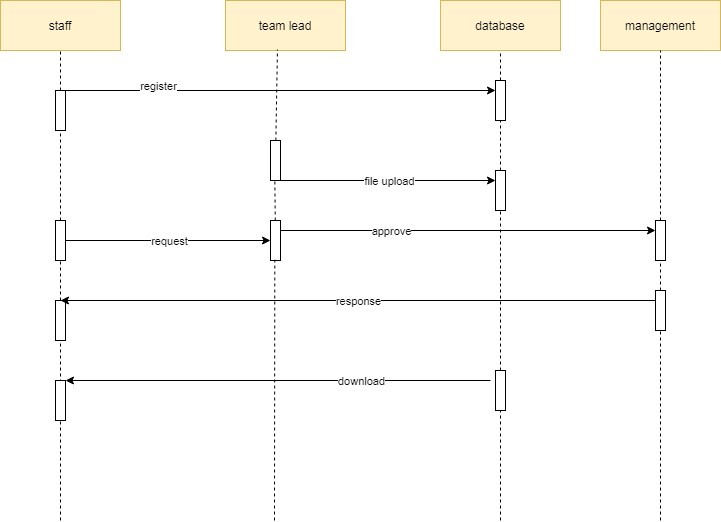 staff
team lead
database
management
register
file upload
request
approve
response
download